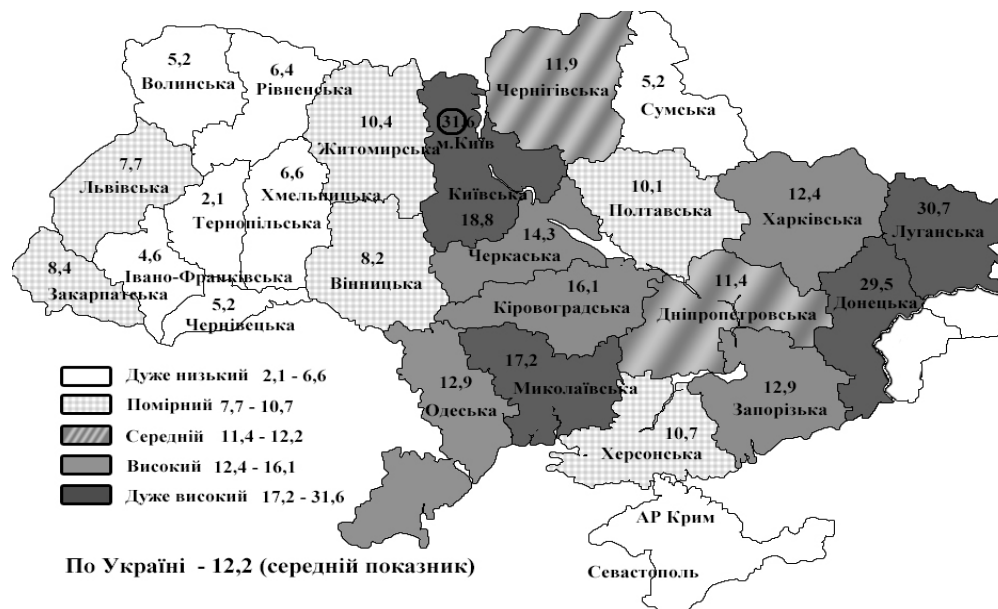 5,2
Волинська
6,4
Рівненська
10,4
Житомирська
31,6
м.Київ
11,9
Чернігівська
5,2
Сумська
7,7
Львівська
2,1
Тернопільська
6,6
Хмельницька
Київська
18,8
10,1
Полтавська
12,4
Харківська
30,7
Луганська
8,4
Закарпатська
4,6
Івано-Франківська
5,2
Чернівецька
8,2
Вінницька
14,3
Черкаська
16,1
Кіровоградська
11,4
Дніпропетровська
29,5
Донецька
12,9
Одеська
17,2
Миколаївська
12,9
Запорізька
10,7
Херсонська
АР Крим
Севастополь
Дуже низький 2,1 - 6,6
Помірний 7,7 - 10,7
Середній 11,4 - 12,2
Високий 12,4 - 16,1
Дуже високий 17,2 - 31,6
По Україні - 12,2 (середній показник)